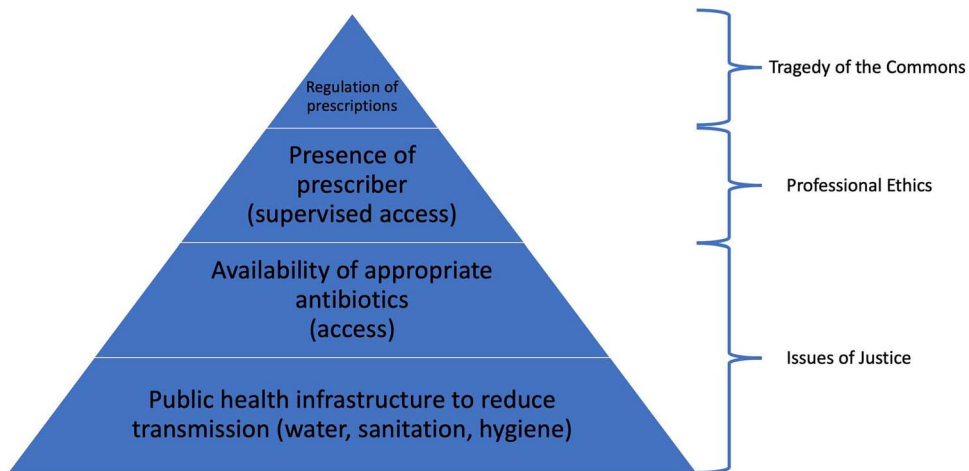 Regulation of
prescriptions
Tragedy of the Commons
Presence of
prescriber
(supervised access)
Professional Ethics
Availability of appropriate
antibiotics
(access)
Issues of Justice
Public health infrastructure to reduce
transmission (water, sanitation, hygiene)